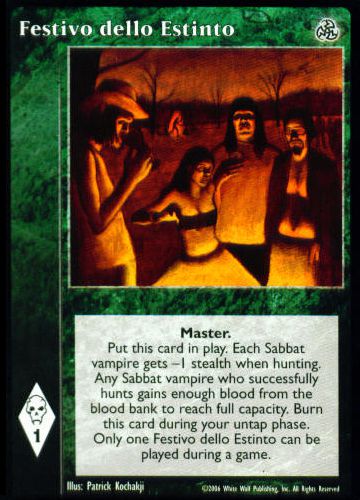 Festivo dello Estinto
Master.
Put this card in play. Each Sabbat
vampire gets –1 stealth when hunting.
Any Sabbat vampire who successfully
hunts gains enough blood from the
blood bank to reach full capacity. Burn
this card during your untap phase.
Only one Festivo dello Estinto can be
played during a game.
1
Illus: Patrick Kochakji
©2006 White Wolf Publishing, Inc. All Rights Reserved